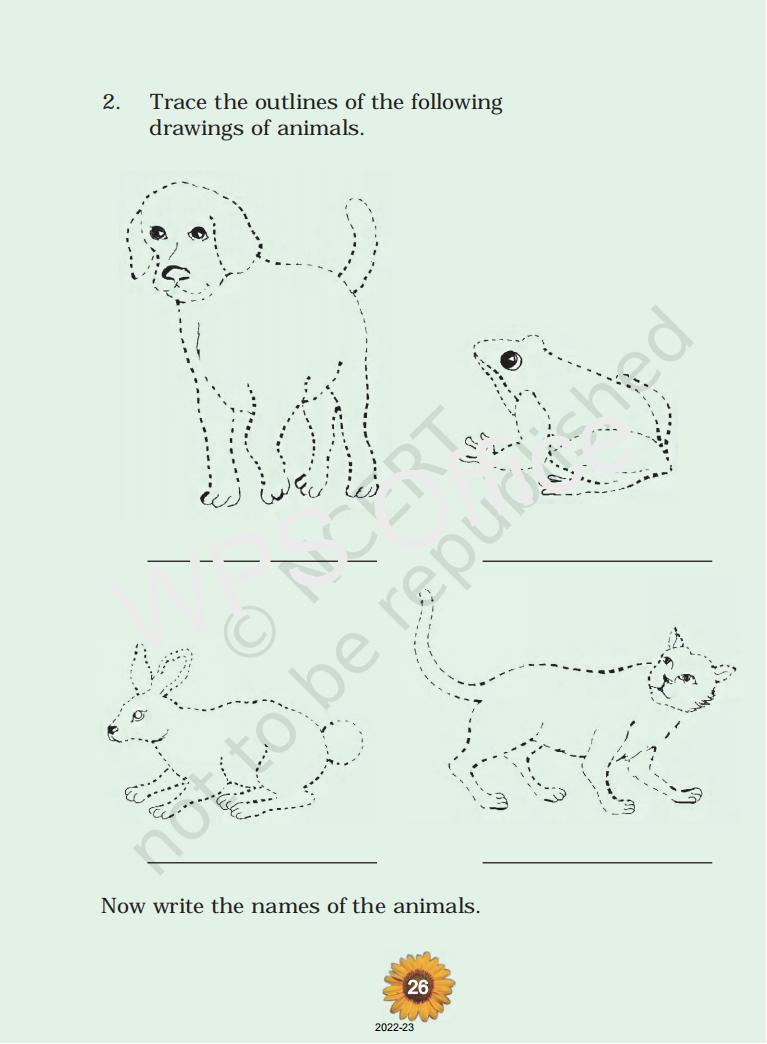 2. Trace the outlines of the following
drawings of animals.
© NCERT
not to be republished
WPS Office
Now write the names of the animals.
26
2022-23